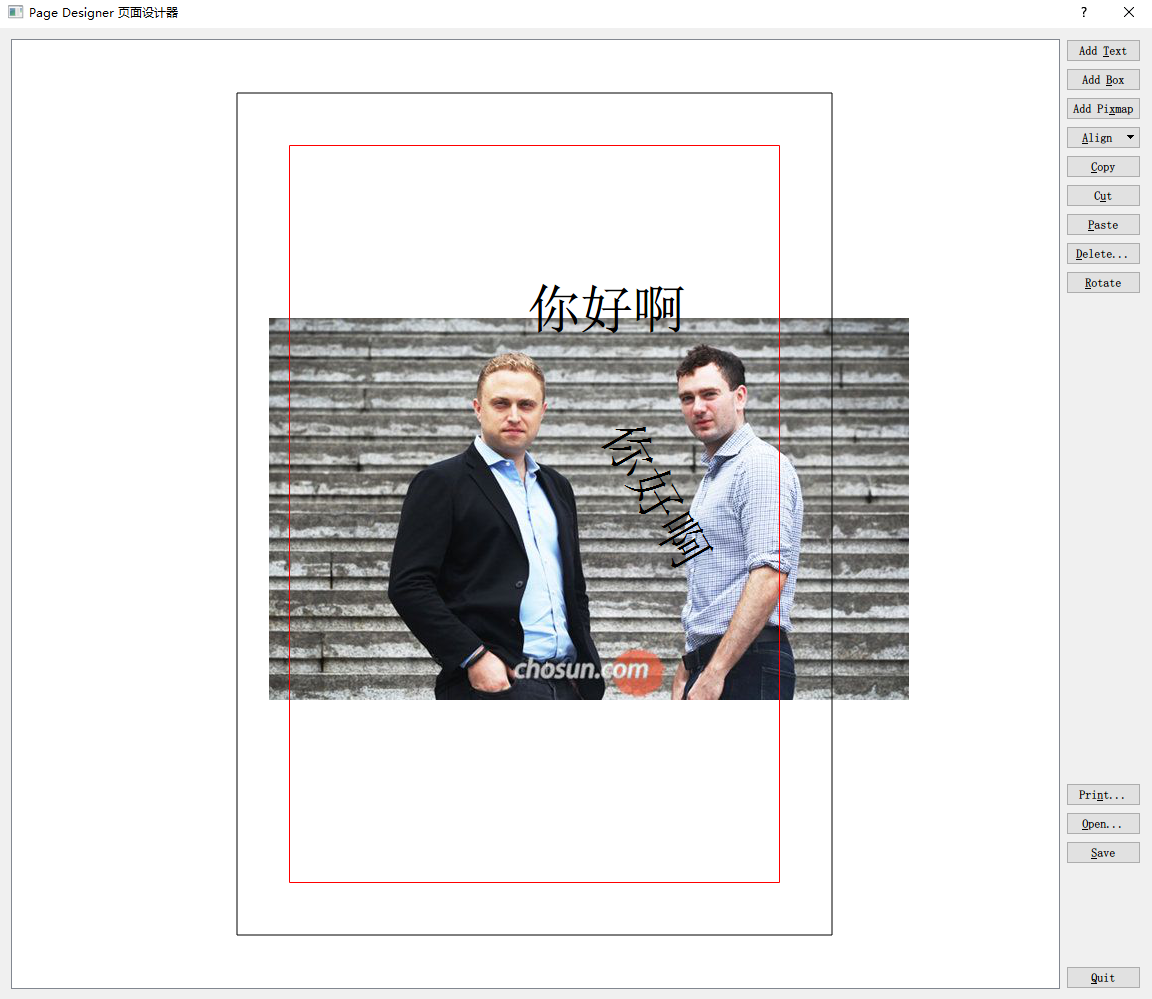 Page Designer 页面设计器
?
Add Text
Add Box
Add Pixmap
Align
Copy
Cut
Paste
Delete...
Rotate
你好啊
你好啊
chosun.com
Print...
Open...
Save
Quit